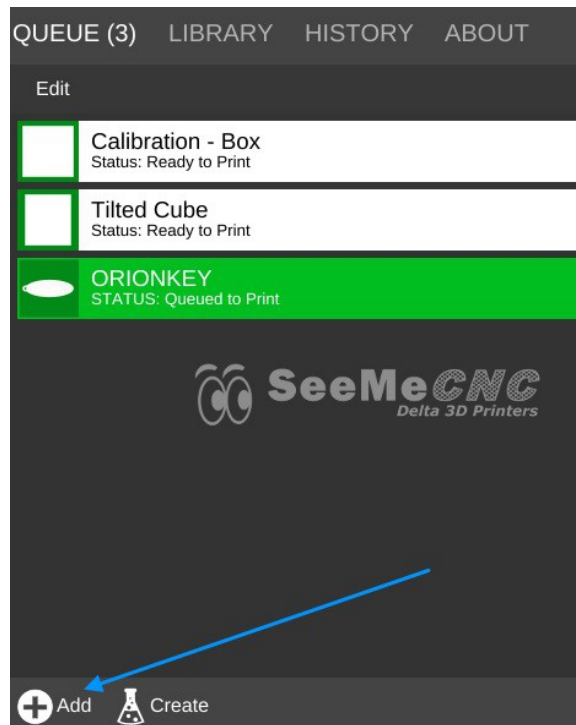 QUEUE (3) LIBRARY HISTORY ABOUT
Edit
Calibration - Box
Status: Ready to Print
Tilted Cube
Status: Ready to Print
ORIONKEY
STATUS: Queued to Print
SeeMeCNC
Delta 3D Printers
Add Create